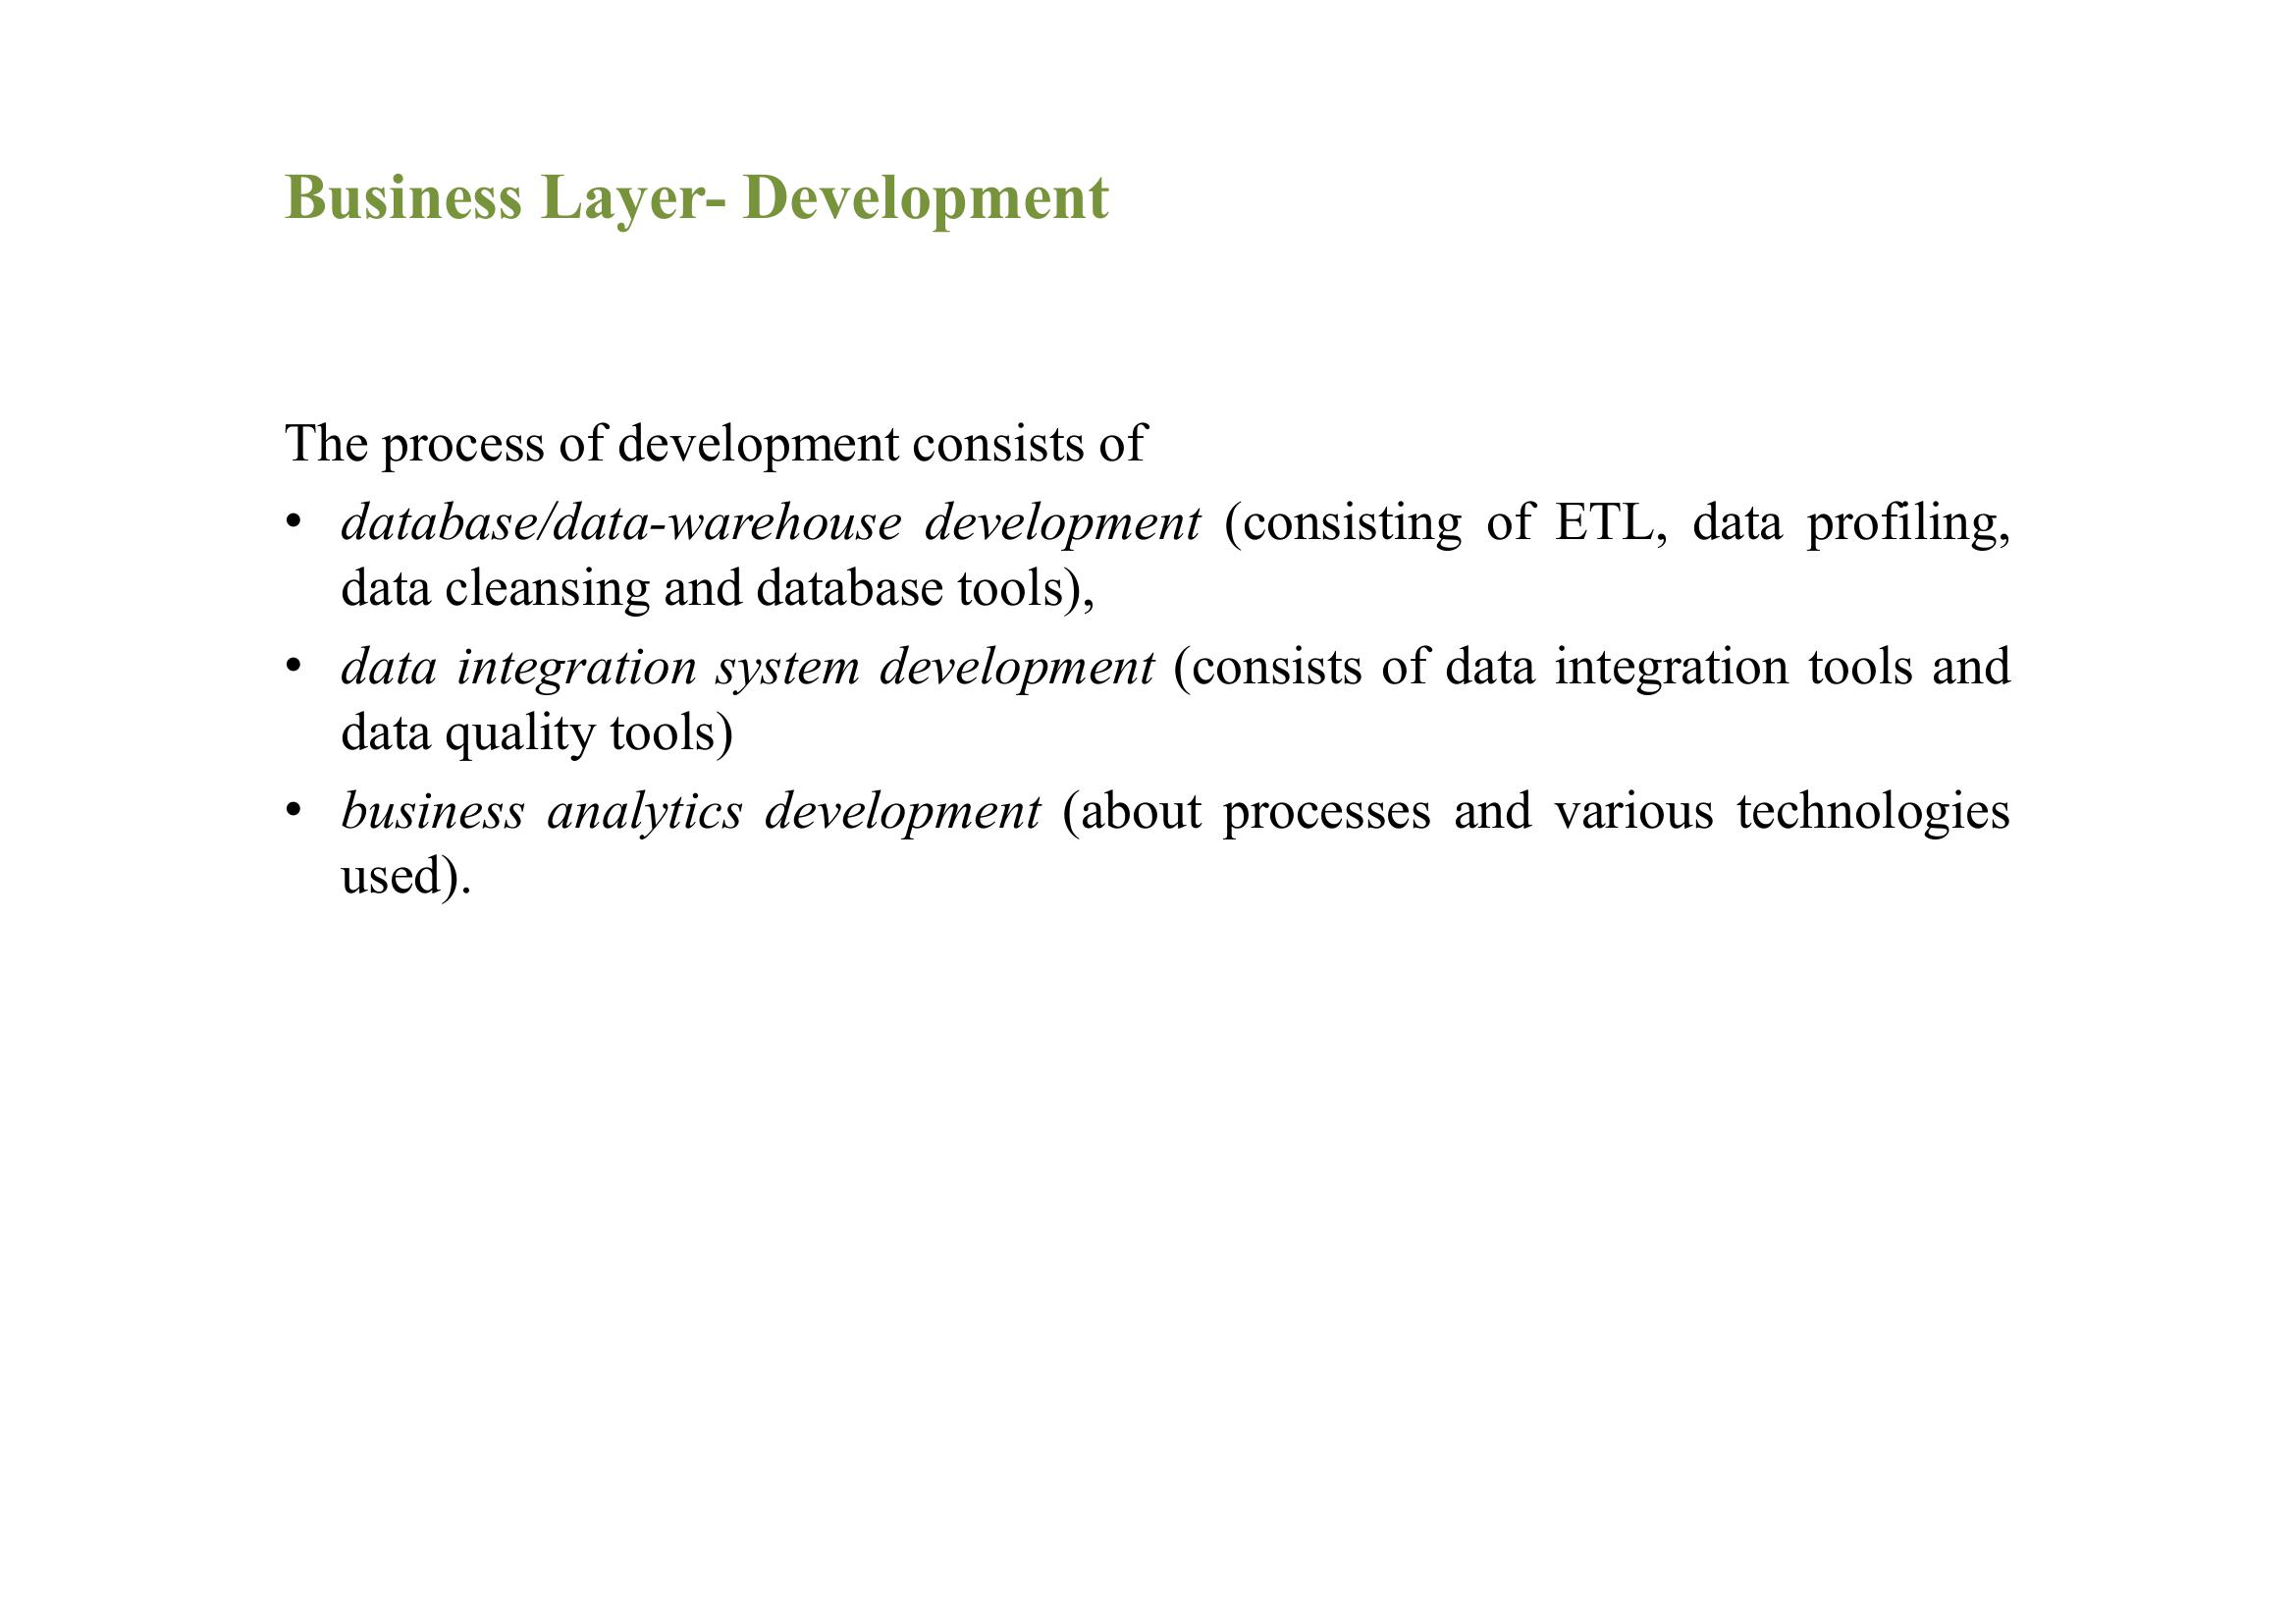 Business Layer- Development
The process of development consists of
• database/data-warehouse development (consisting of ETL, data profiling,
data cleansing and database tools),
• data integration system development (consists of data integration tools and
data quality tools)
• business analytics development (about processes and various technologies
used).